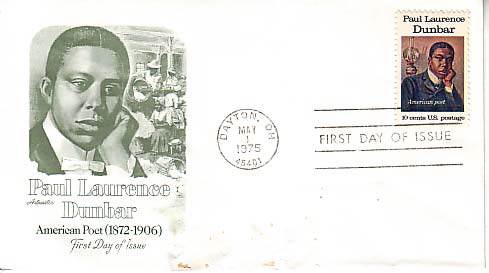 Paul Laurence
Dunbar
American poet
10 cents U.S. postage
DAYTON, OH
MAY
1
1975
45401
FIRST DAY OF ISSUE
Paul Laurence
Dunbar
American Poet (1872-1906)
First Day of Issue